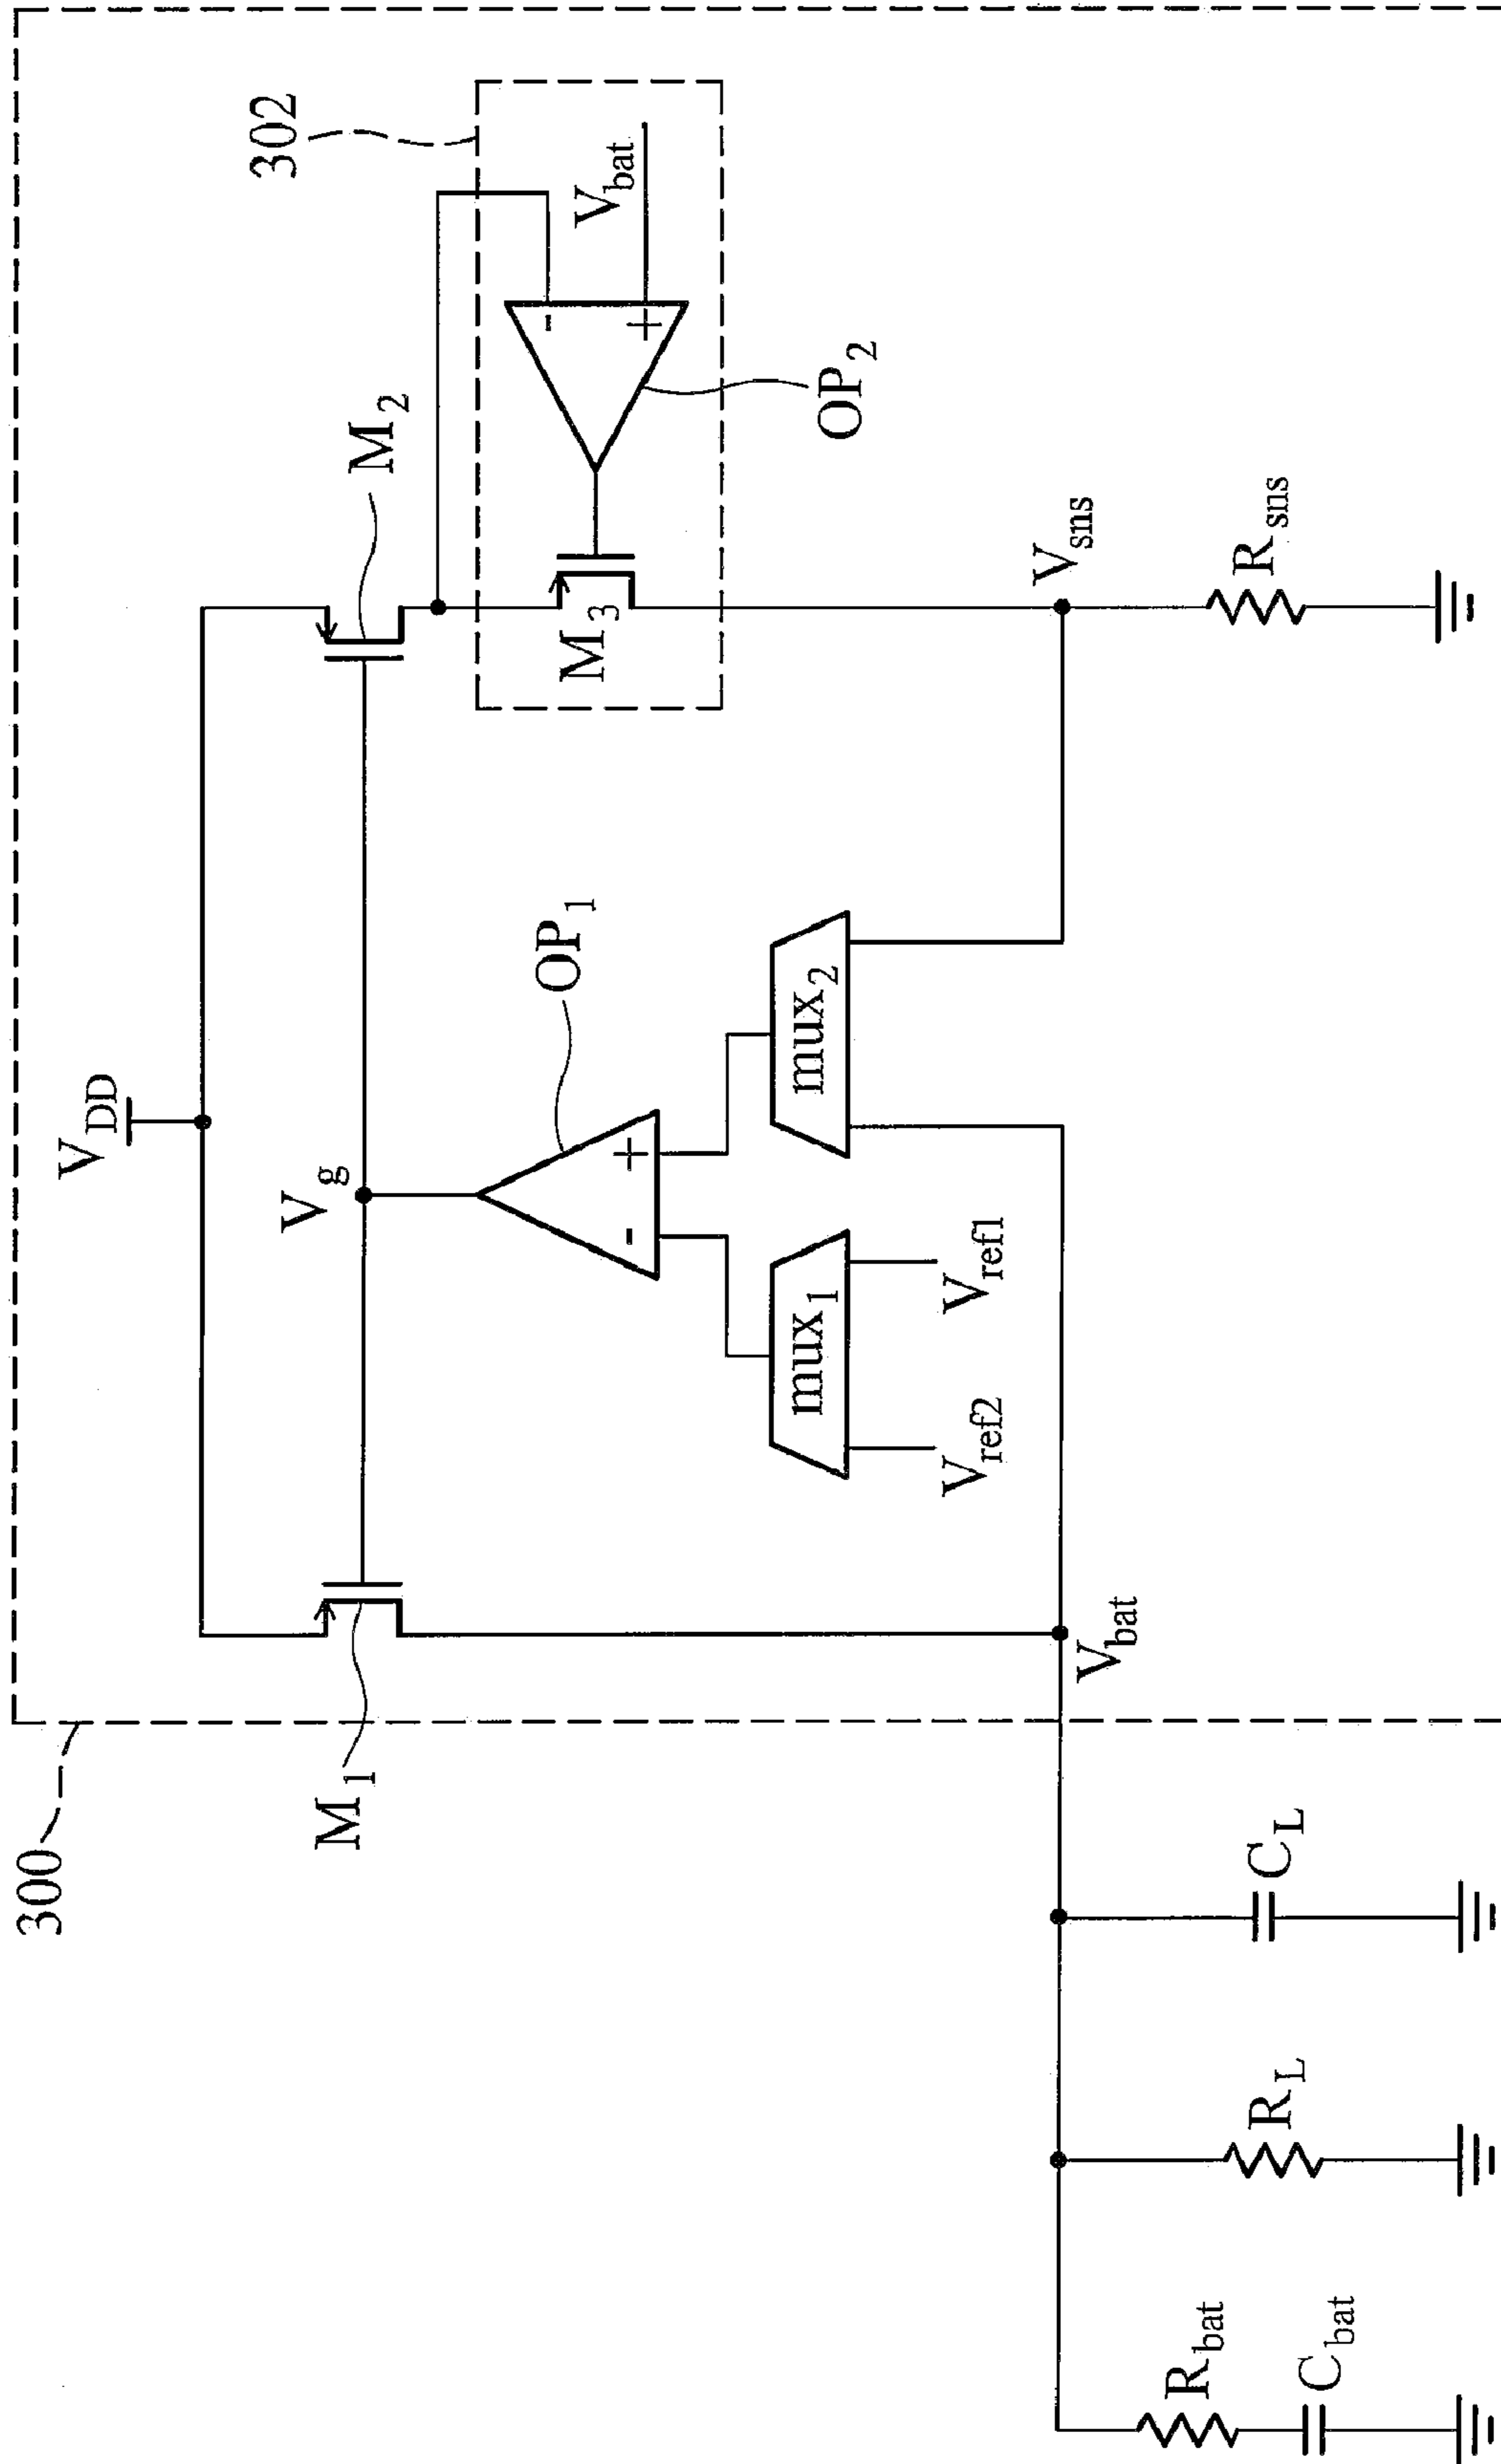 300
V_DD
302
M_1
V_g
M_2
OP_1
-
+
-
+
V_bat
OP_2
M_3
mux_1
mux_2
V_ref2
V_ref1
V_bat
V_sns
R_sns
R_bat
C_bat
R_L
C_L